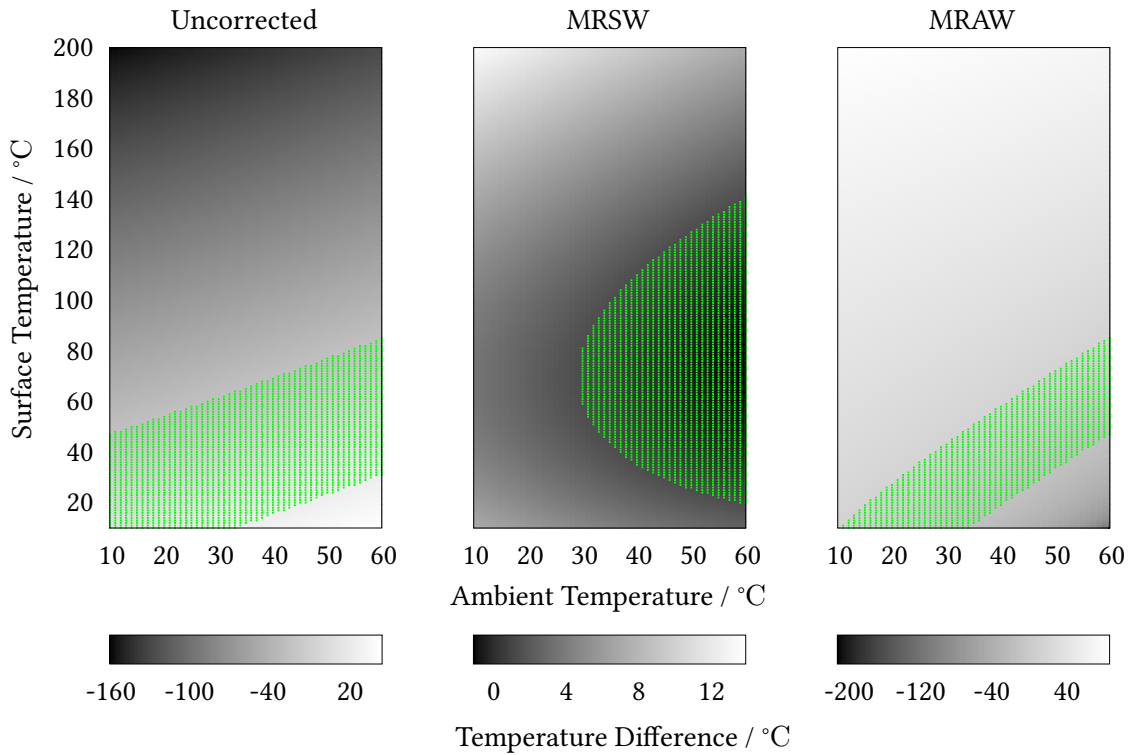 Uncorrected MRSW MRAW
200
180
160
140
120
100
80
60
40
20
Surface Temperature / °C
10 20 30 40 50 60 10 20 30 40 50 60 10 20 30 40 50 60
Ambient Temperature / °C
-160 -100 -40 20 0 4 8 12 -200 -120 -40 40
Temperature Difference / °C